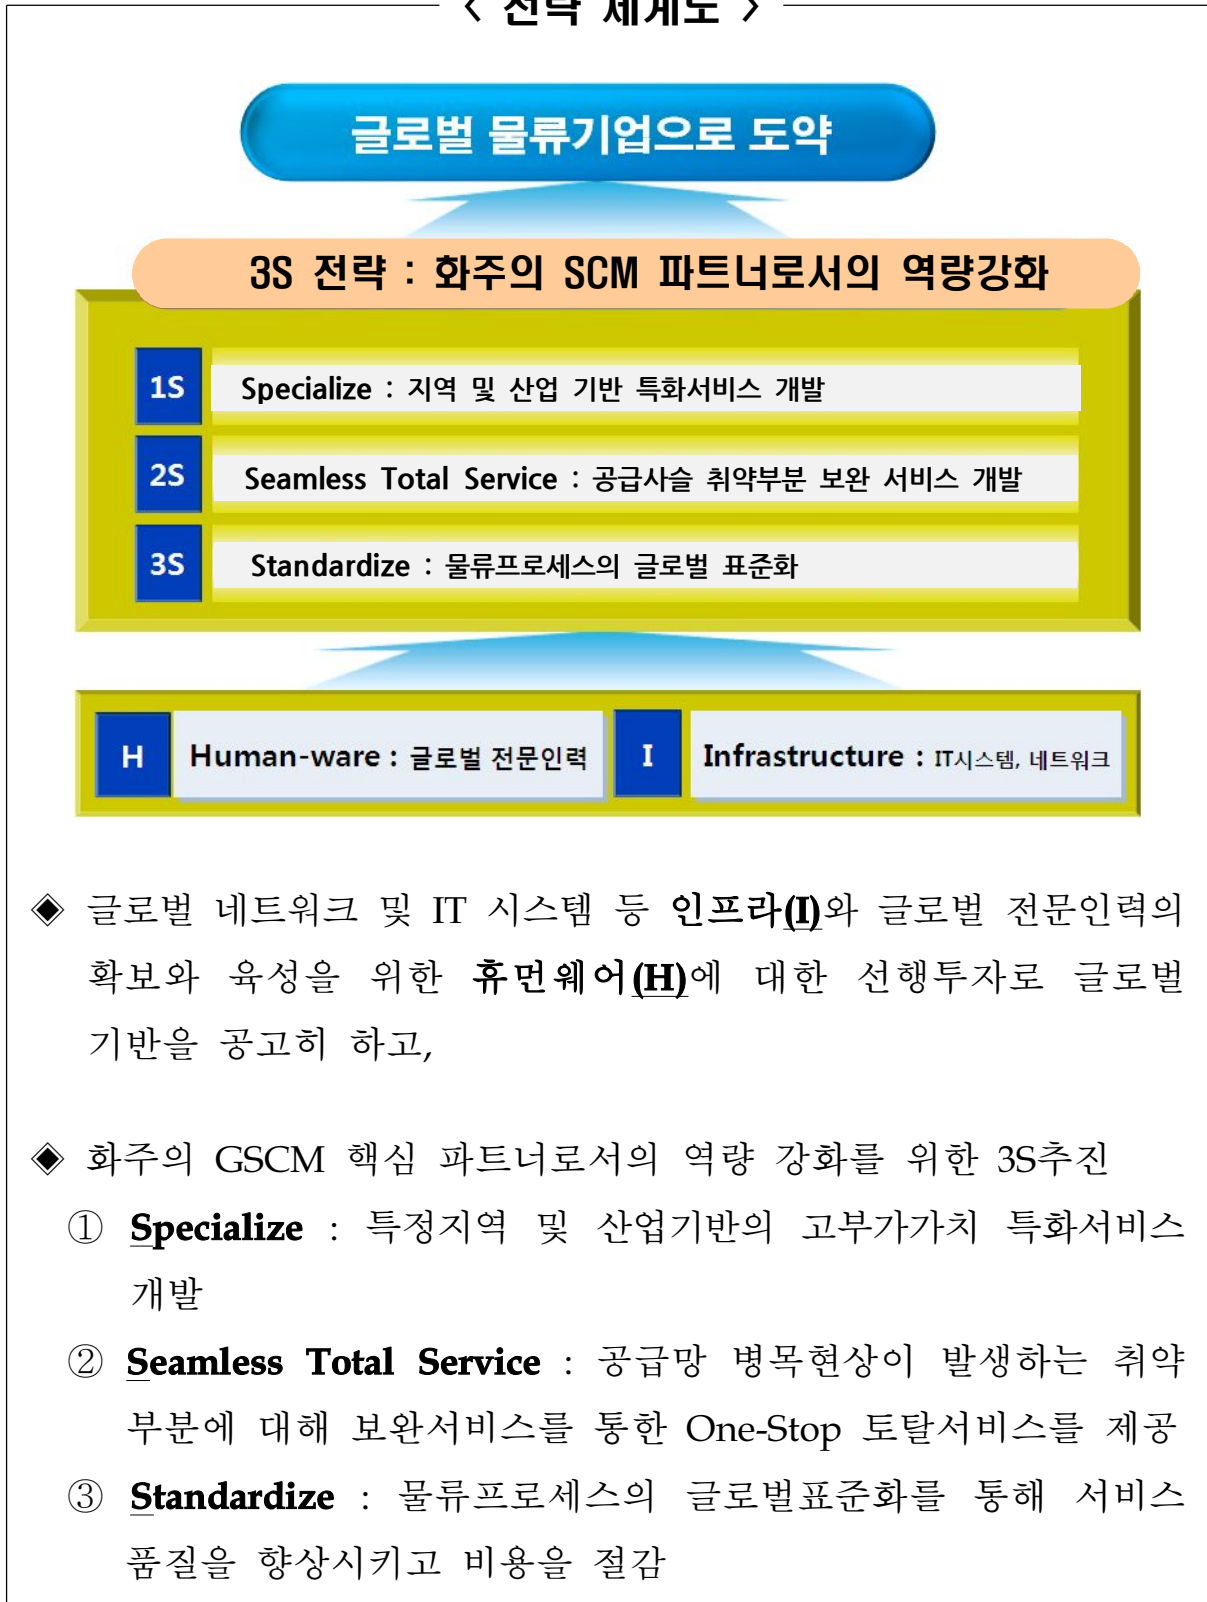 < 전략 체계도 >
글로벌 물류기업으로 도약
3S 전략 : 화주의 SCM 파트너로서의 역량강화
1S Specialize : 지역 및 산업 기반 특화서비스 개발
2S Seamless Total Service : 공급사슬 취약부분 보완 서비스 개발
3S Standardize : 물류프로세스의 글로벌 표준화
H Human-ware : 글로벌 전문인력 I Infrastructure : IT시스템, 네트워크
◈ 글로벌 네트워크 및 IT 시스템 등 인프라(I)와 글로벌 전문인력의
확보와 육성을 위한 휴먼웨어(H)에 대한 선행투자로 글로벌
기반을 공고히 하고,
◈ 화주의 GSCM 핵심 파트너로서의 역량 강화를 위한 3S추진
① Specialize : 특정지역 및 산업기반의 고부가가치 특화서비스
개발
② Seamless Total Service : 공급망 병목현상이 발생하는 취약
부분에 대해 보완서비스를 통한 One-Stop 토탈서비스를 제공
③ Standardize : 물류프로세스의 글로벌표준화를 통해 서비스
품질을 향상시키고 비용을 절감